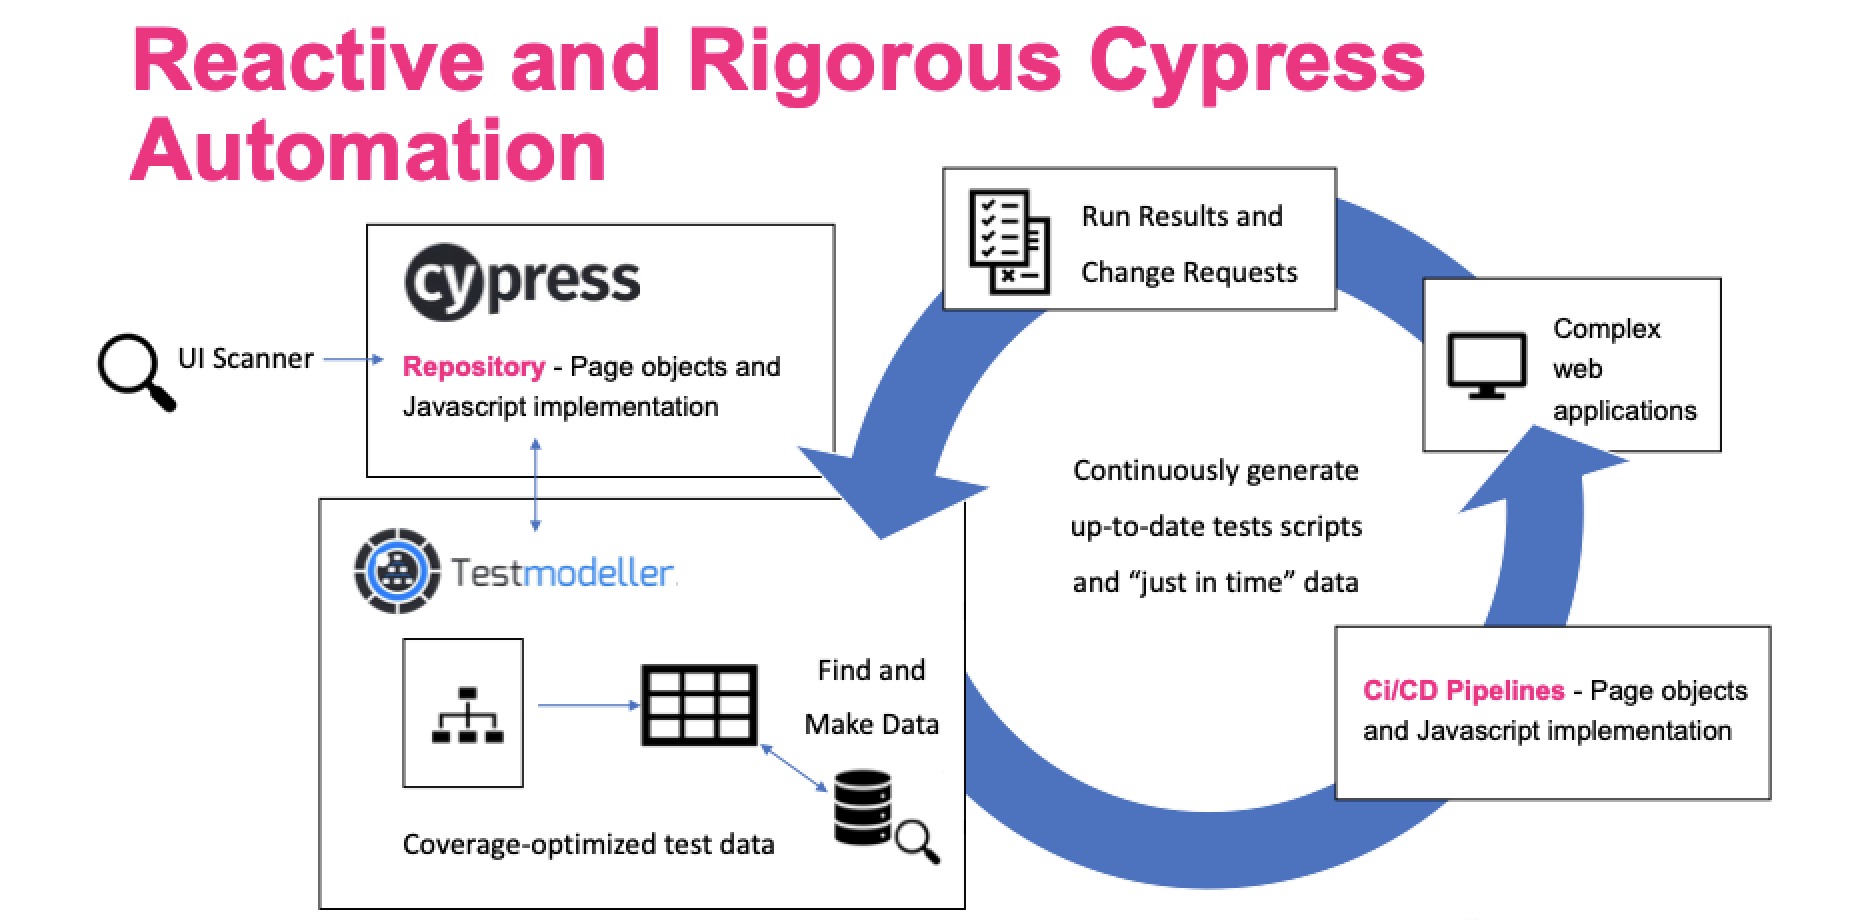 Reactive and Rigorous Cypress
Automation
Run Results and
Change Requests
cypress
UI Scanner
Repository - Page objects and
Javascript implementation
Complex
web
applications
Continuously generate
up-to-date tests scripts
and “just in time” data
Testmodeller
Find and
Make Data
Coverage-optimized test data
Ci/CD Pipelines - Page objects
and Javascript implementation